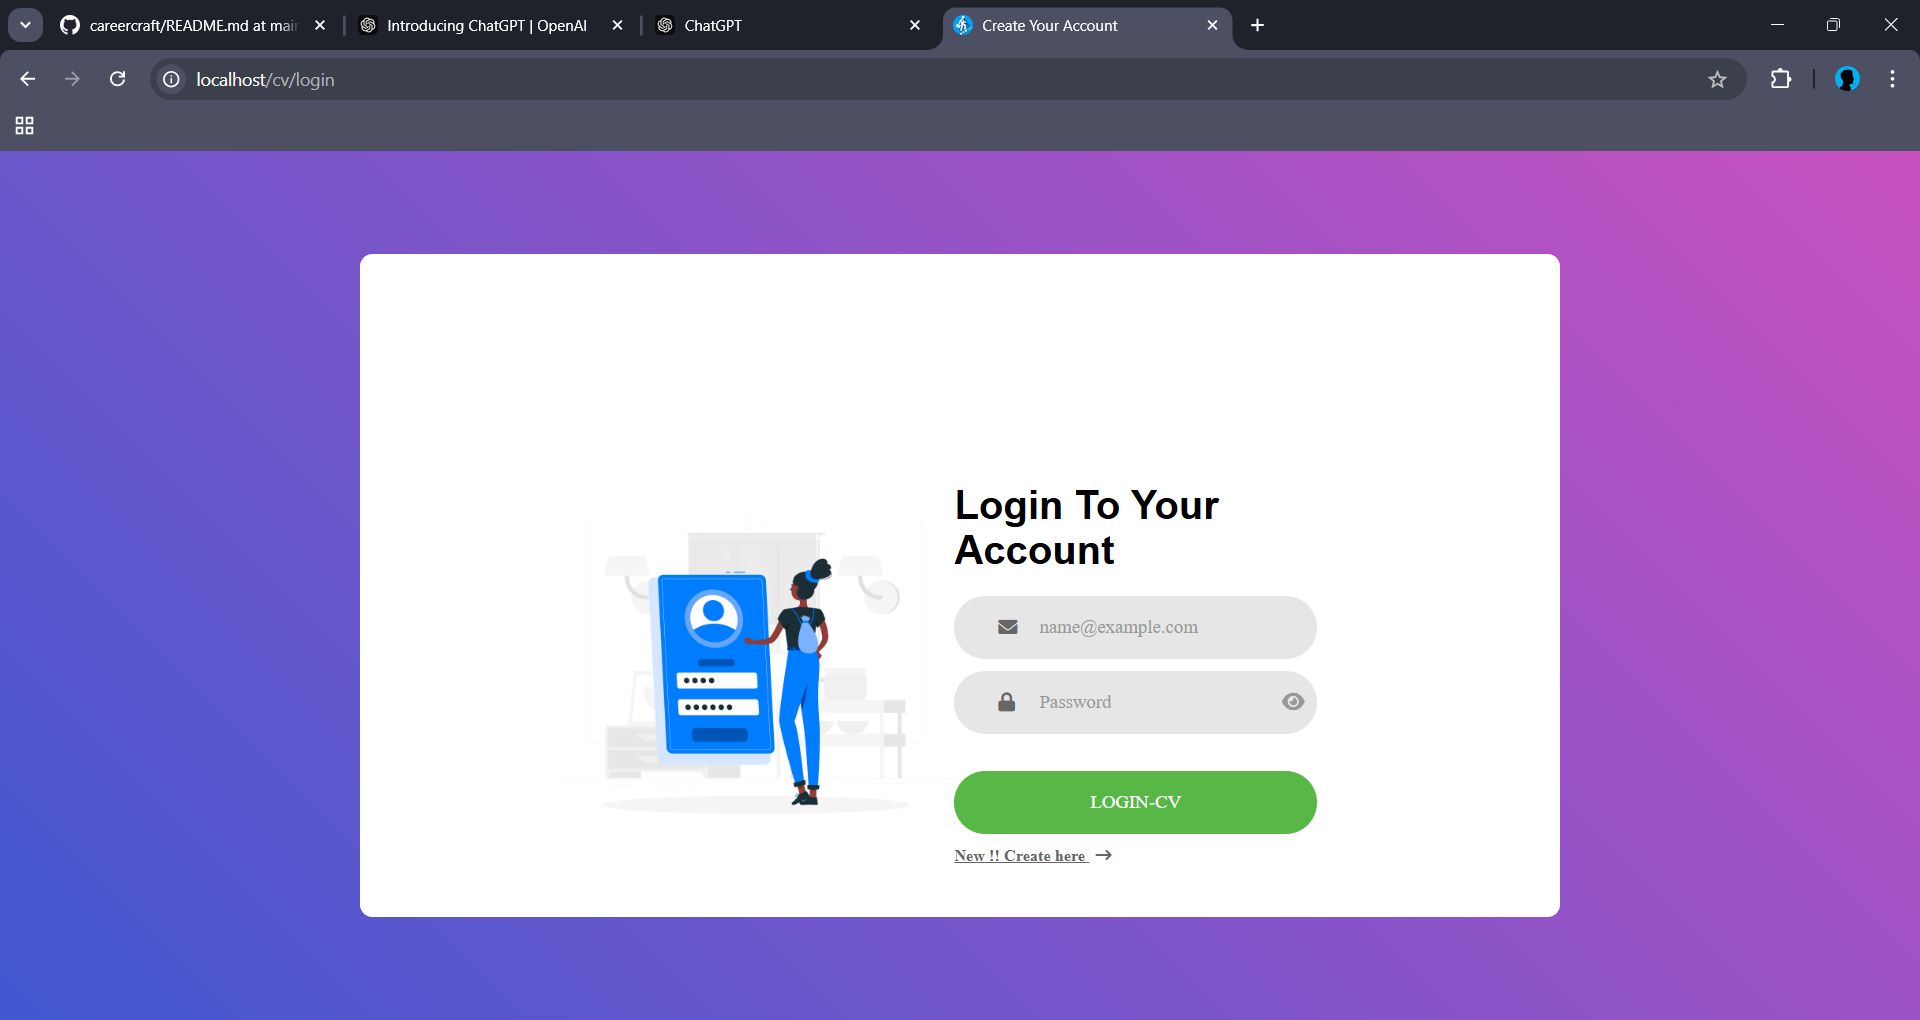 careercraft/README.md at mai
Introducing ChatGPT | OpenAI
ChatGPT
Create Your Account
localhost/cv/login
Login To Your
Account
name@example.com
Password
LOGIN-CV
New !! Create here